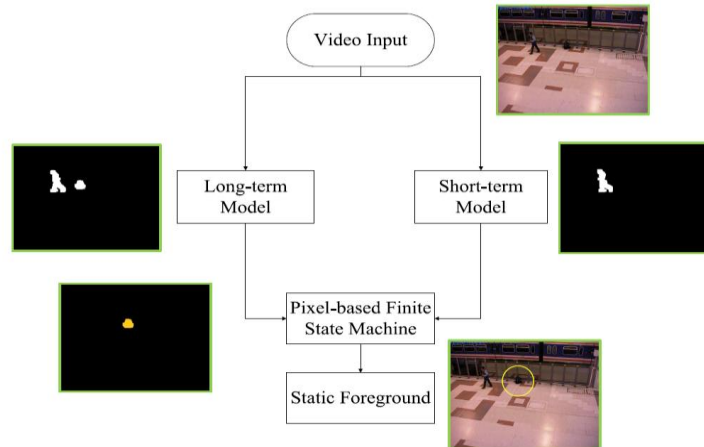 Video Input
Long-term
Model
Short-term
Model
Pixel-based Finite
State Machine
Static Foreground